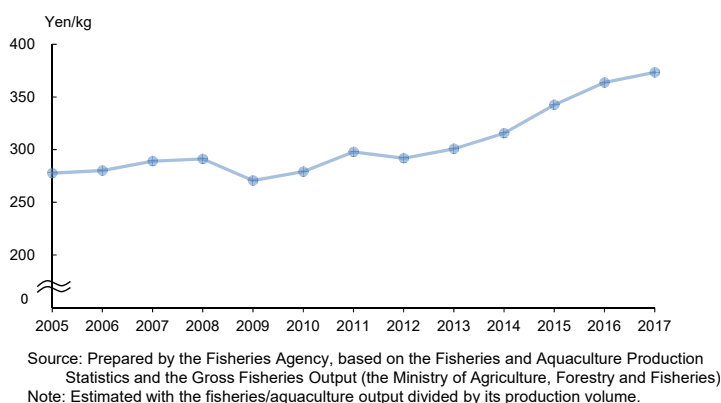 Yen/kg
400
350
300
250
200
0
2005 2006 2007 2008 2009 2010 2011 2012 2013 2014 2015 2016 2017
Source: Prepared by the Fisheries Agency, based on the Fisheries and Aquaculture Production
Statistics and the Gross Fisheries Output (the Ministry of Agriculture, Forestry and Fisheries)
Note: Estimated with the fisheries/aquaculture output divided by its production volume.